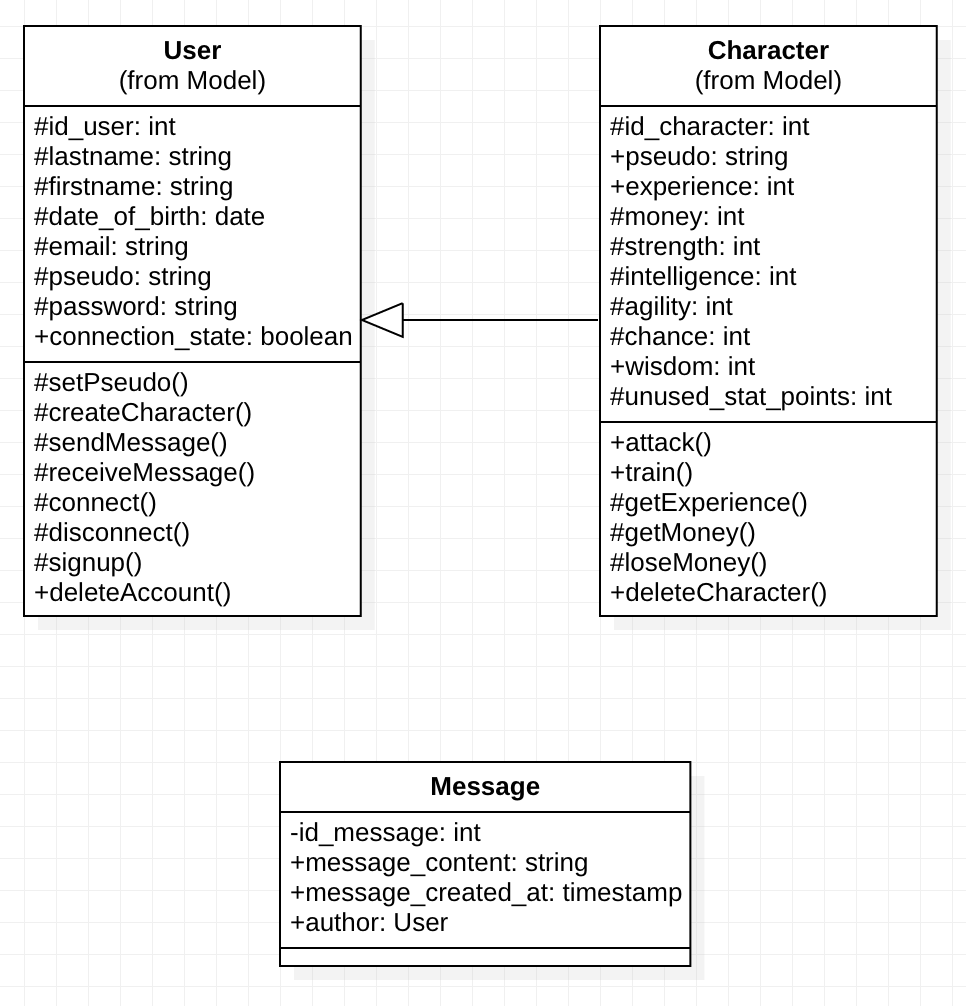 User
(from Model)
#id_user: int
#lastname: string
#firstname: string
#date_of_birth: date
#email: string
#pseudo: string
#password: string
+connection_state: boolean
#setPseudo()
#createCharacter()
#sendMessage()
#receiveMessage()
#connect()
#disconnect()
#signup()
+deleteAccount()
Character
(from Model)
#id_character: int
+pseudo: string
+experience: int
#money: int
#strength: int
#intelligence: int
#agility: int
#chance: int
+wisdom: int
#unused_stat_points: int
+attack()
+train()
#getExperience()
#getMoney()
#loseMoney()
+deleteCharacter()
Message
-id_message: int
+message_content: string
+message_created_at: timestamp
+author: User